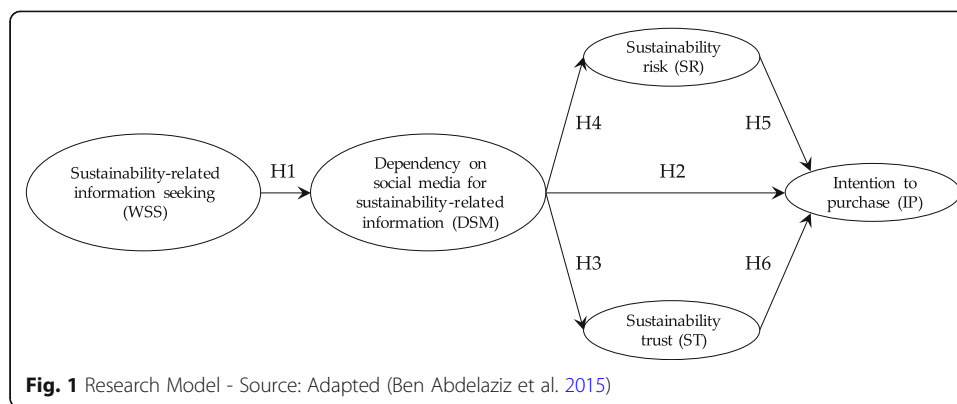 Sustainability
risk (SR)
H4
H5
Sustainability-related
information seeking
(WSS)
H1
Dependency on
social media for
sustainability-related
information (DSM)
H2
Intention to
purchase (IP)
H3
H6
Sustainability
trust (ST)
Fig. 1 Research Model - Source: Adapted (Ben Abdelaziz et al. 2015)